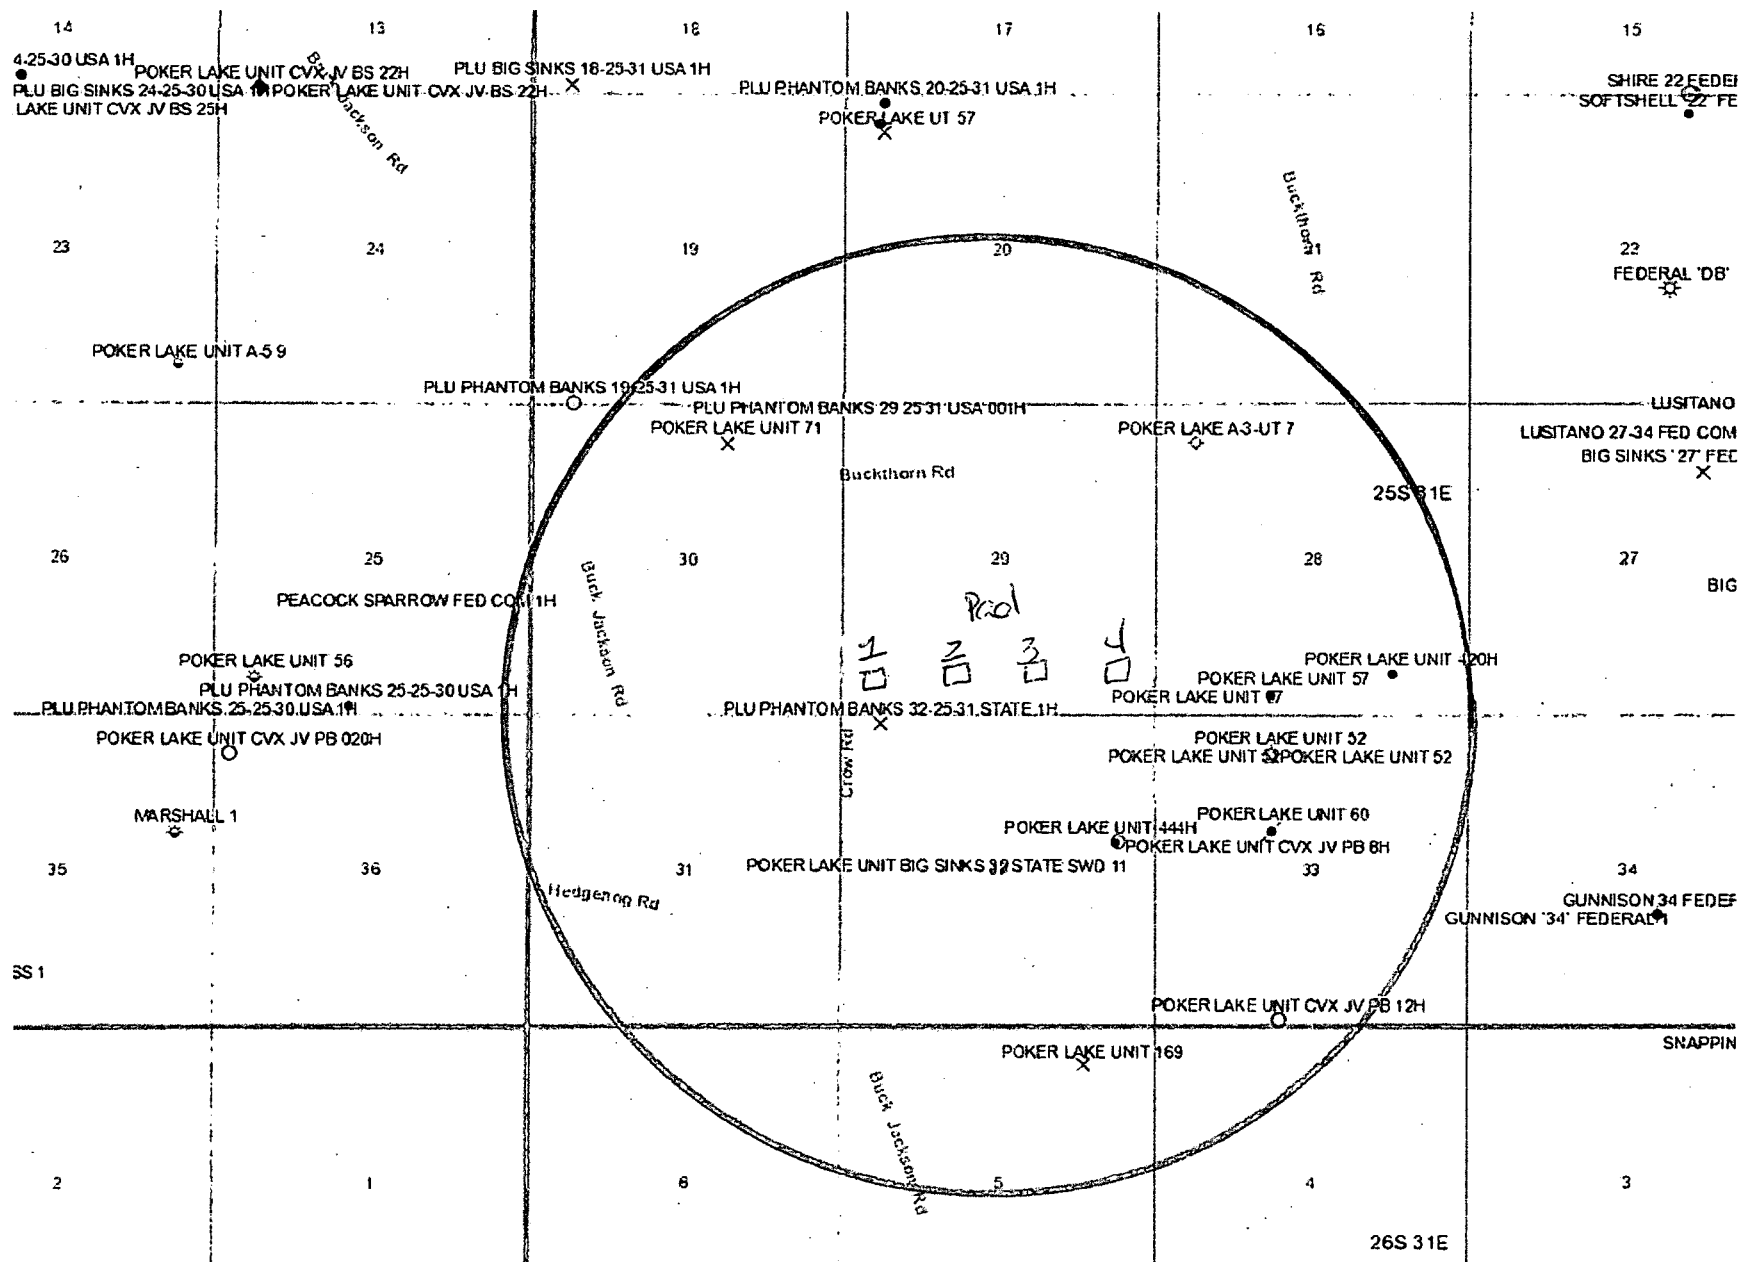 14
13
18
17
16
15
4-25-30 USA 1H
POKER LAKE UNIT CVX JV BS 22H
PLU BIG SINKS 18-25-31 USA 1H
PLU PHANTOM BANKS 20-25-31 USA 1H
SHIRE 22 FEDE
PLU BIG SINKS 24-25-30 USA 1H POKER LAKE UNIT CVX JV BS 22H
SOFTSHELL '22' FE
LAKE UNIT CVX JV BS 25H
POKER LAKE UT 57
Buck Jackson Rd
Buckthorn Rd
23
24
19
20
21
22
FEDERAL 'DB'
POKER LAKE UNIT A-5 9
PLU PHANTOM BANKS 19-25-31 USA 1H
PLU PHANTOM BANKS 29 25 31 USA 001H
LUSITANO
POKER LAKE UNIT 71
POKER LAKE A-3-UT 7
LUSITANO 27-34 FED COM
BIG SINKS '27' FED
Buckthorn Rd
25S 31E
26
25
30
29
28
27
BIG
PEACOCK SPARROW FED COM 1H
Buck Jackson Rd
Pad
1 2 3 4
POKER LAKE UNIT 56
POKER LAKE UNIT 420H
POKER LAKE UNIT 57
PLU PHANTOM BANKS 25-25-30 USA 1H
POKER LAKE UNIT 57
PLU PHANTOM BANKS 25-25-30 USA 1H
PLU PHANTOM BANKS 32-25-31 STATE 1H
POKER LAKE UNIT CVX JV PB 020H
Crow Rd
POKER LAKE UNIT 52
POKER LAKE UNIT 52 POKER LAKE UNIT 52
MARSHALL 1
POKER LAKE UNIT 60
POKER LAKE UNIT 444H
POKER LAKE UNIT CVX JV PB 8H
35
36
31
POKER LAKE UNIT BIG SINKS 32 STATE SWD 11
33
34
Hedgehog Rd
GUNNISON 34 FEDE
GUNNISON '34' FEDERAL 1
SS 1
POKER LAKE UNIT CVX JV PB 12H
POKER LAKE UNIT 169
SNAPPIN
Buck Jackson Rd
2
1
6
5
4
3
26S 31E